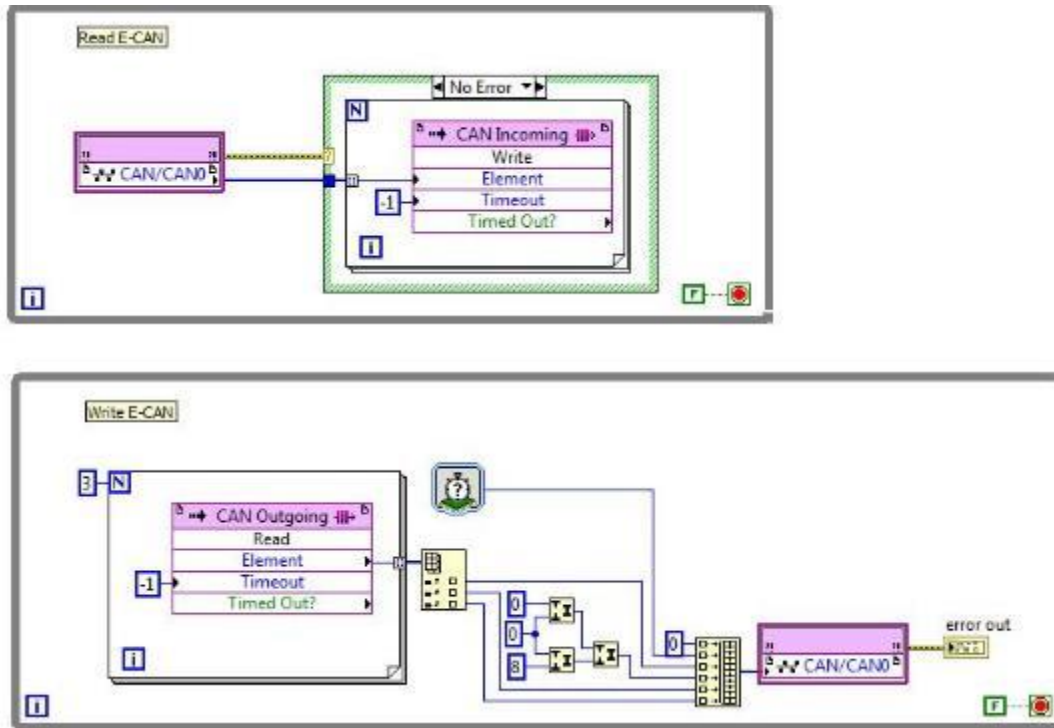 Read E-CAN
No Error
N
CAN Incoming
CAN/CAN0
Write
Element
-1
Timeout
Timed Out?
i
F
i
Write E-CAN
3
N
CAN Outgoing
Read
Element
-1
Timeout
Timed Out?
i
?
0
0
8
0
error out
CAN/CAN0
i
F